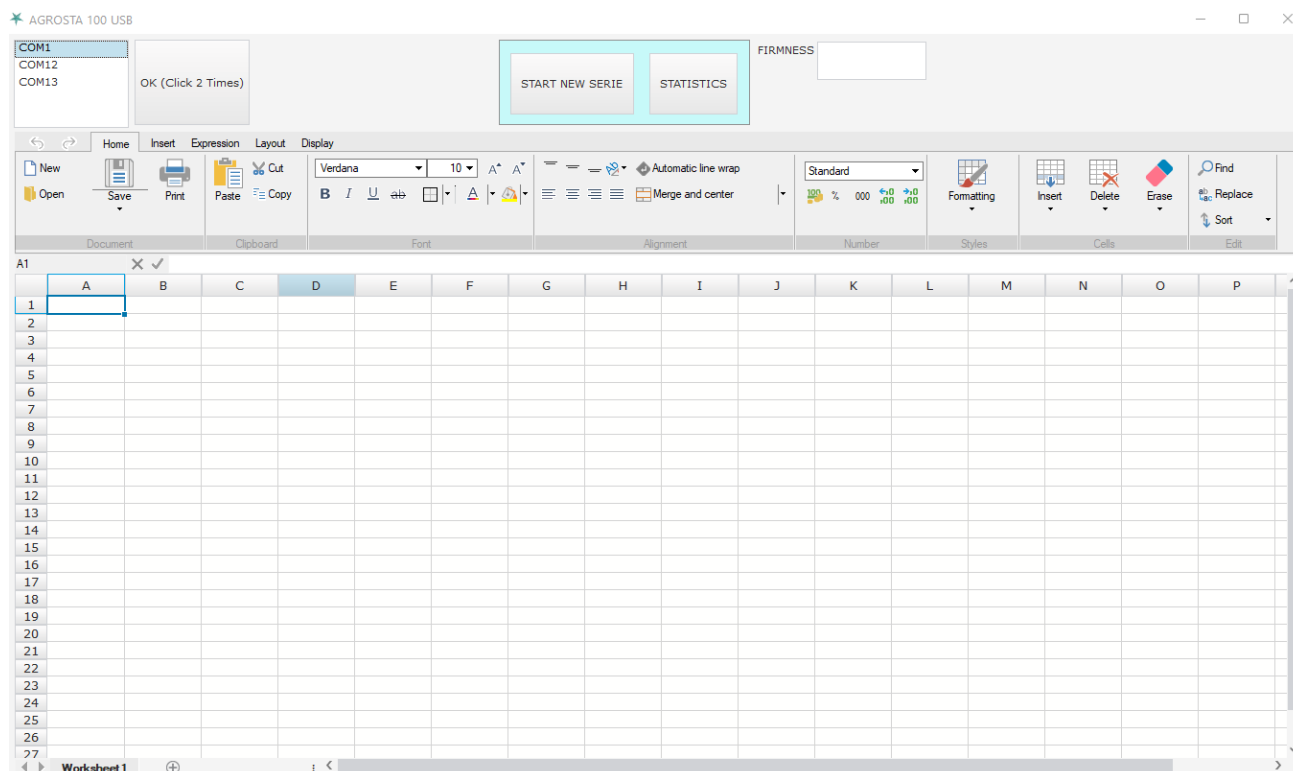 AGROSTA 100 USB
COM1
COM12
COM13
OK (Click 2 Times)
START NEW SERIE
STATISTICS
FIRMNESS
Home Insert Expression Layout Display
New
Open
Save
Print
Paste
Cut
Copy
Verdana 10 A A
B I U ab A
Automatic line wrap
Merge and center
Standard
% 000
Formatting
Insert
Delete
Erase
Find
Replace
Sort
Document Clipboard Font Alignment Number Styles Cells Edit
A1
A B C D E F G H I J K L M N O P
1
2
3
4
5
6
7
8
9
10
11
12
13
14
15
16
17
18
19
20
21
22
23
24
25
26
27
Worksheet1